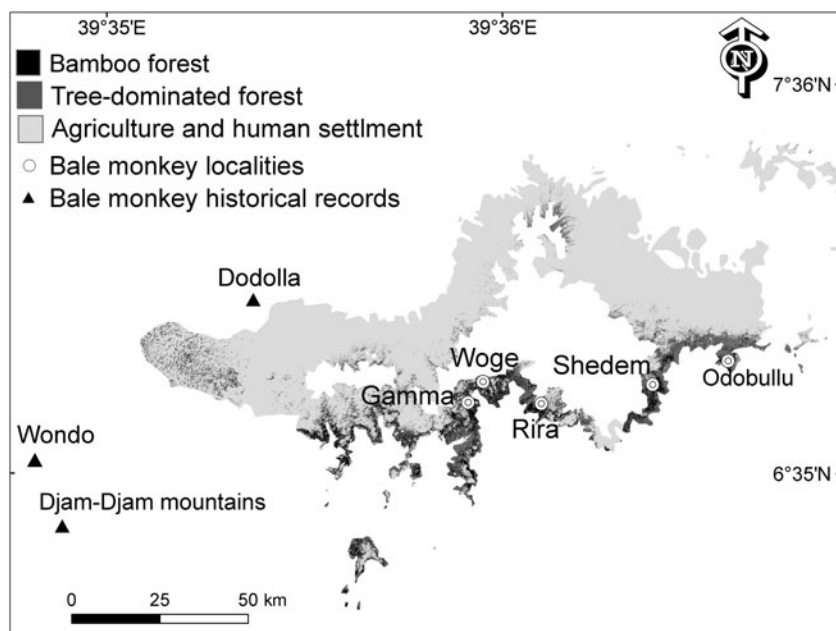 39°35'E
39°36'E
N
7°36'N
Bamboo forest
Tree-dominated forest
Agriculture and human settlment
Bale monkey localities
Bale monkey historical records
Dodolla
Woge
Shedem
Gamma
Odobullu
Rira
Wondo
6°35'N
Djam-Djam mountains
0 25 50 km